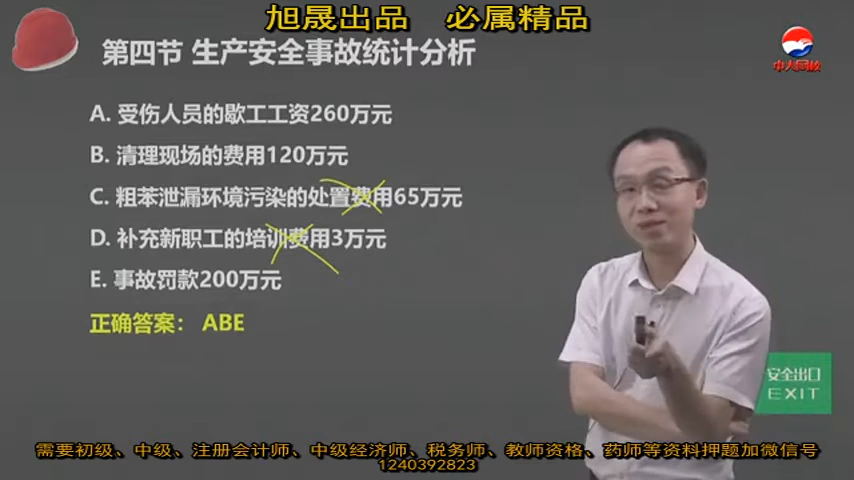 旭晟出品 必属精品
第四节 生产安全事故统计分析
中大网校
A. 受伤人员的歇工工资260万元
B. 清理现场的费用120万元
C. 粗苯泄漏环境污染的处置费用65万元
D. 补充新职工的培训费用3万元
E. 事故罚款200万元
正确答案： ABE
安全出口
EXIT
需要初级、中级、注册会计师、中级经济师、税务师、教师资格、药师等资料押题加微信号
1240392823